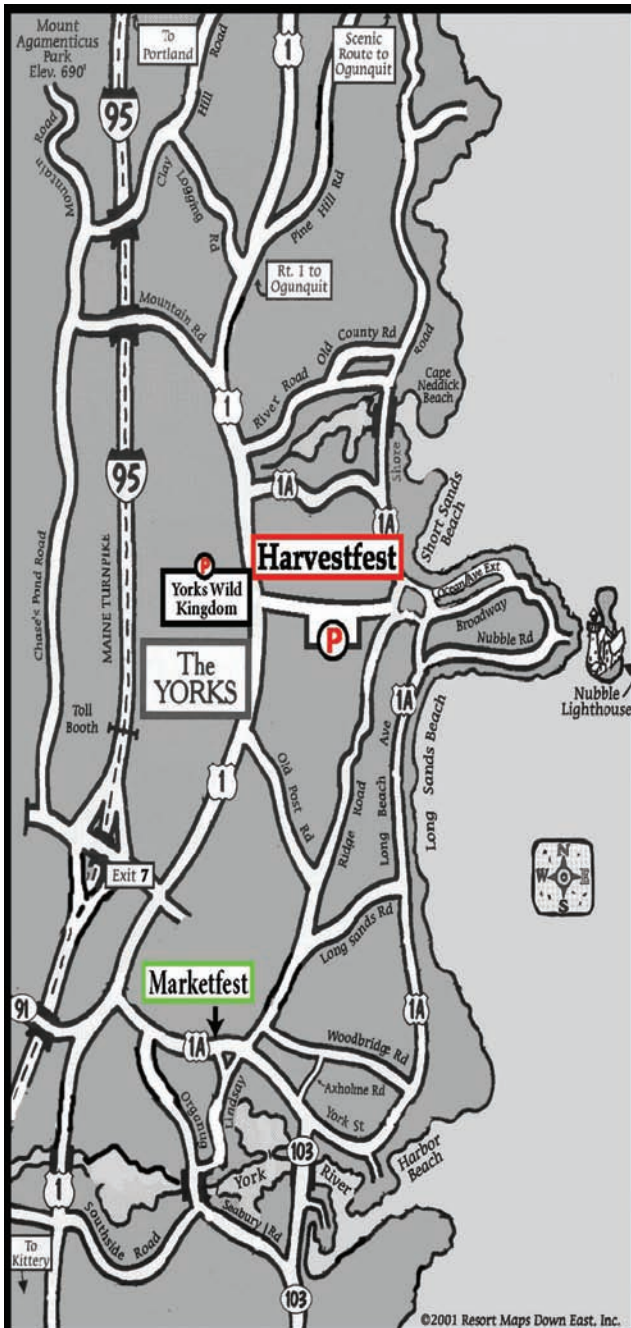 Mount
Agamenticus
Park
Elev. 690'
To
Portland
Road
Hill
Clay
1
Scenic
Route to
Ogunquit
95
Mountain Road
Logging
Rd
Pine Hill Rd
Rt. 1 to
Ogunquit
Mountain Rd
1
River Road
Old
County Rd
Road
Shore
Cape
Neddick
Beach
95
1A
1A
Short Sands
Beach
Harvestfest
P
Yorks Wild
Kingdom
P
Ocean Ave Ext
Broadway
Nubble Rd
Nubble
Lighthouse
Chase's Pond Road
MAINE TURNPIKE
The
YORKS
Toll
Booth
1A
1
Old Post Rd
Ridge Road
Long Beach Ave
Long Sands Beach
N
W E
S
Exit 7
Long Sands Rd
Marketfest
91
1A
1A
Woodbridge Rd
Axholme Rd
York St
Organug
Lindsay
103
York River
Harbor
Beach
1
Southside Road
Seabury Rd
To
Kittery
103
©2001 Resort Maps Down East, Inc.